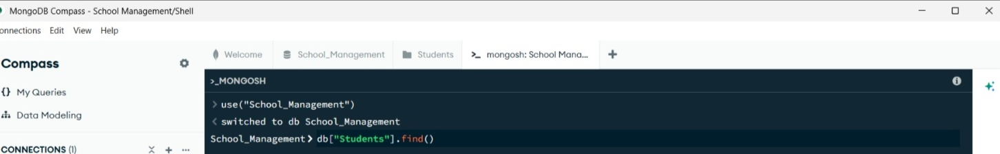 MongoDB Compass - School Management/Shell
onnections Edit View Help
Compass
Welcome School_Management Students >_ mongosh: School Mana... +
{} My Queries
Data Modeling
CONNECTIONS (1)
>_MONGOSH
> use("School_Management")
< switched to db School_Management
School_Management> db["Students"].find()